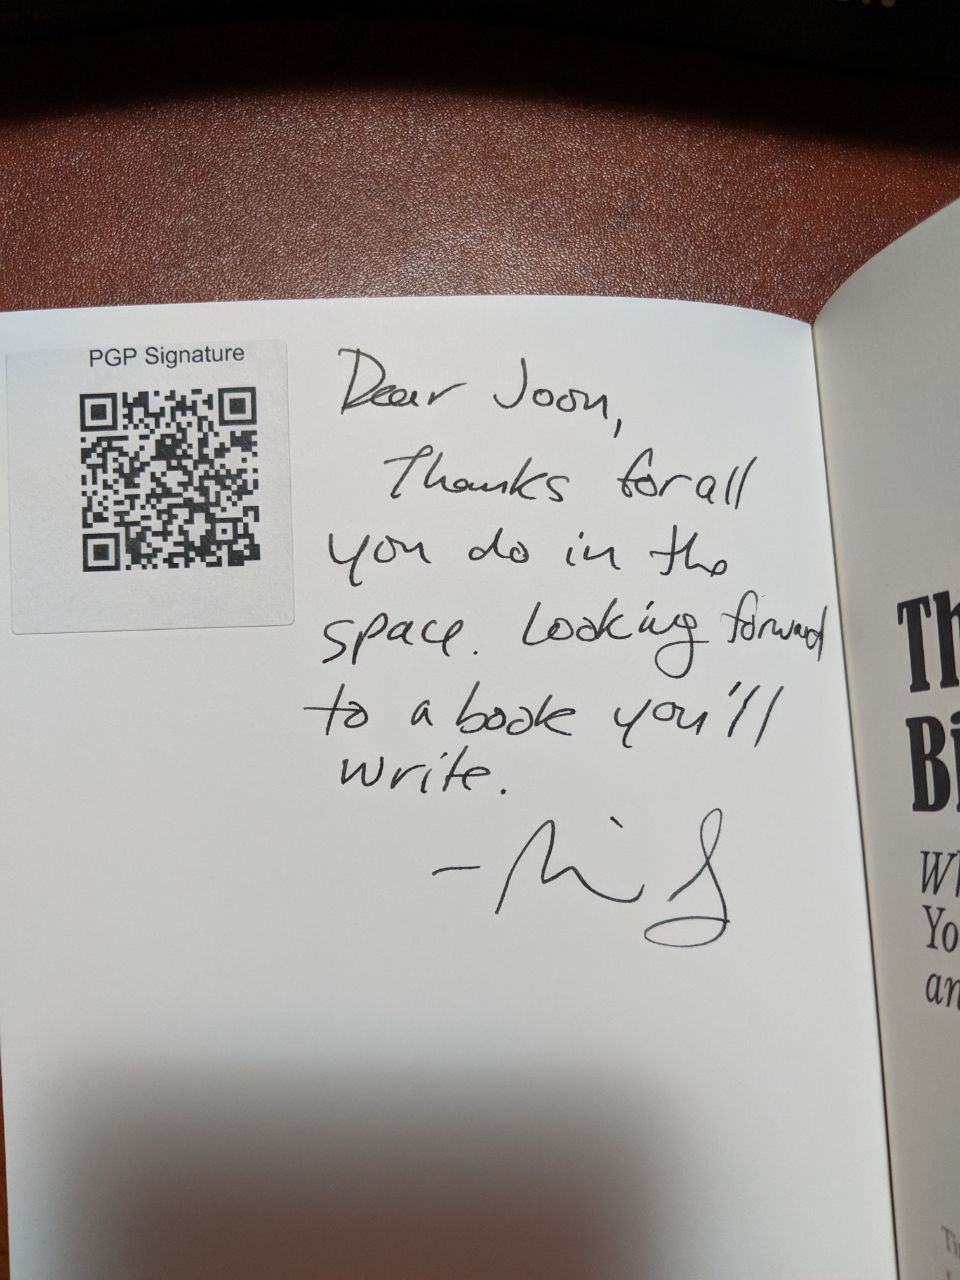 PGP Signature
Dear Joon,
Thanks for all
you do in the
space. Looking forward
to a book you'll
write.
Th
Bi
Wh
Yo
an